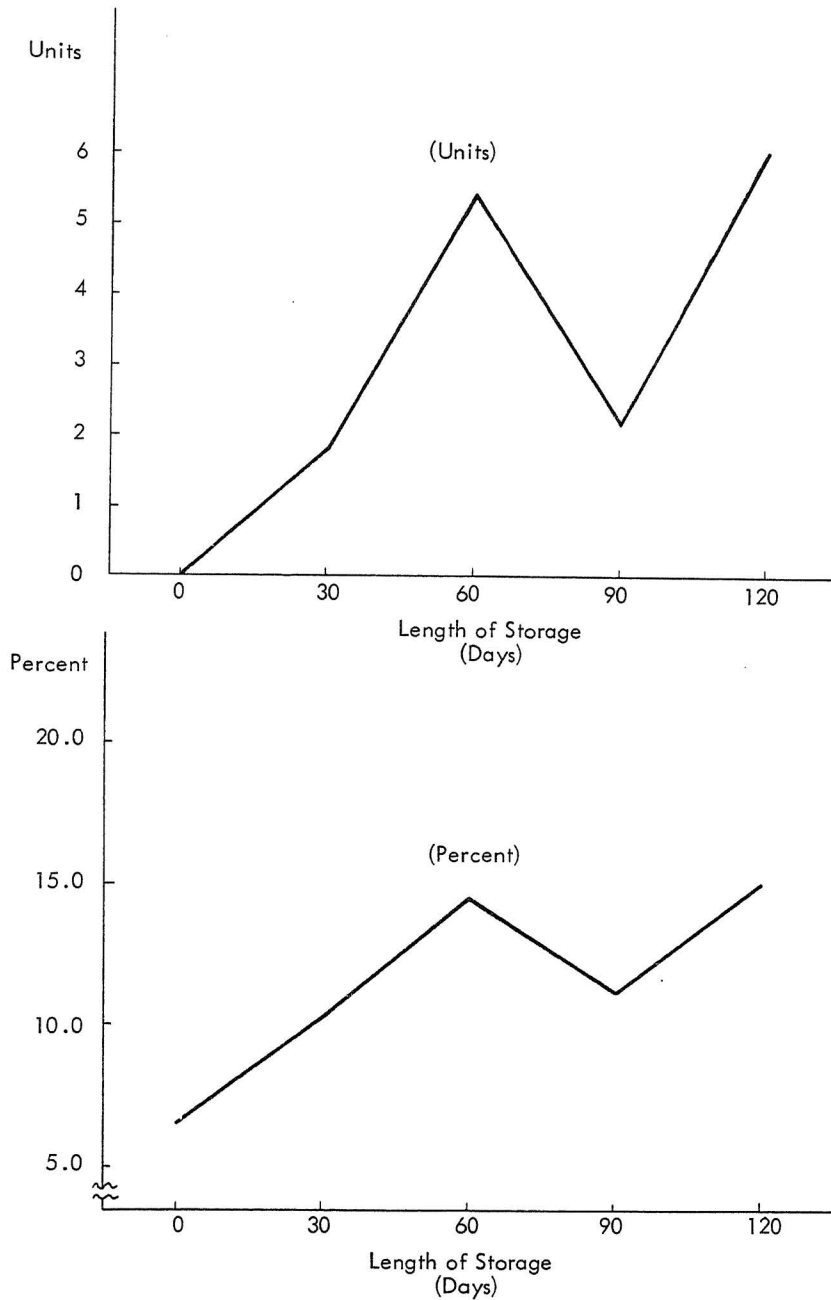 Units
(Units)
6
5
4
3
2
1
0
0 30 60 90 120
Length of Storage
(Days)
Percent
20.0
(Percent)
15.0
10.0
5.0
0 30 60 90 120
Length of Storage
(Days)